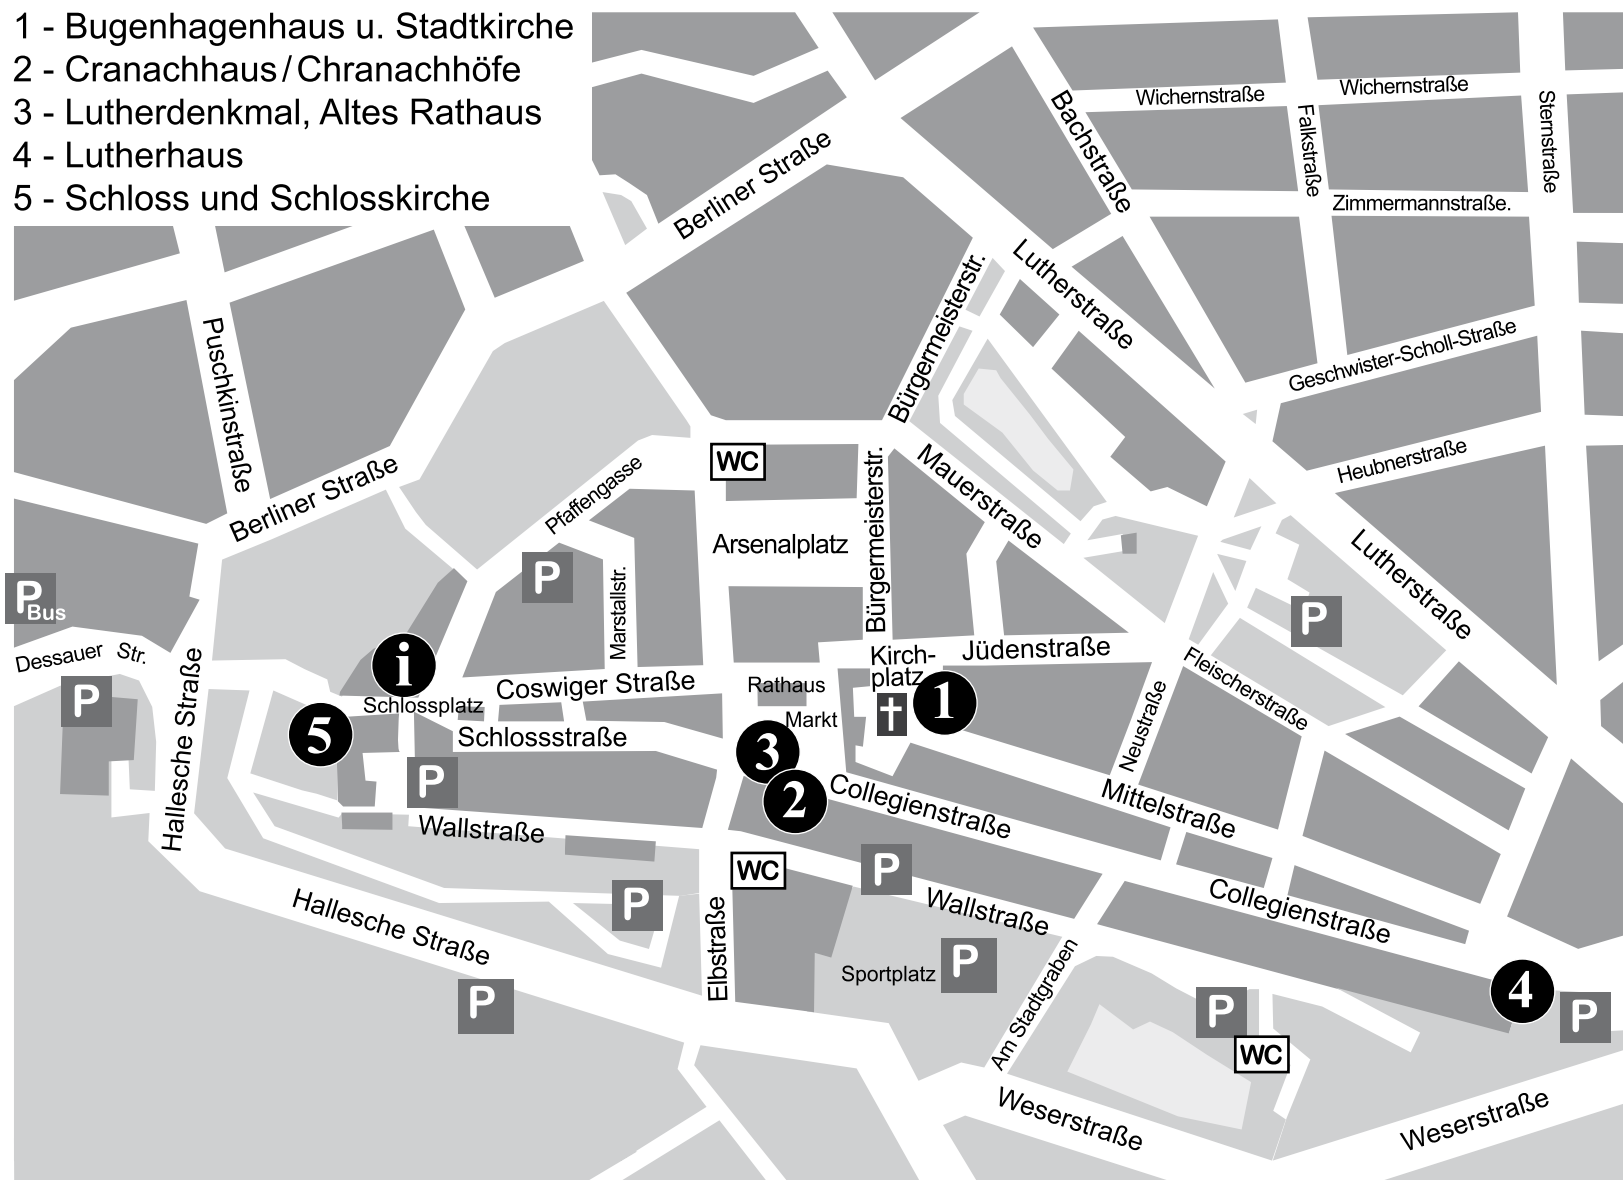 1 - Bugenhagenhaus u. Stadtkirche
2 - Cranachhaus/Chranachhöfe
3 - Lutherdenkmal, Altes Rathaus
4 - Lutherhaus
5 - Schloss und Schlosskirche
Wichernstraße
Wichernstraße
Bachstraße
Falkstraße
Sternstraße
Berliner Straße
Zimmermannstraße.
Lutherstraße
Bürgermeisterstr.
Puschkinstraße
Geschwister-Scholl-Straße
Heubnerstraße
Berliner Straße
Pfaffengasse
WC
Mauerstraße
Bürgermeisterstr.
Arsenalplatz
Lutherstraße
P
P
Bus
Marstallstr.
P
Dessauer Str.
i
Hallesche Straße
Kirch-
platz
Jüdenstraße
Fleischerstraße
P
Coswiger Straße
Rathaus
Schlossplatz
1
Markt
Neustraße
5
Schlossstraße
3
P
2
Collegienstraße
Mittelstraße
Wallstraße
WC
P
Hallesche Straße
P
Elbstraße
Wallstraße
Collegienstraße
Sportplatz
P
Am Stadtgraben
4
P
P
P
WC
Weserstraße
Weserstraße